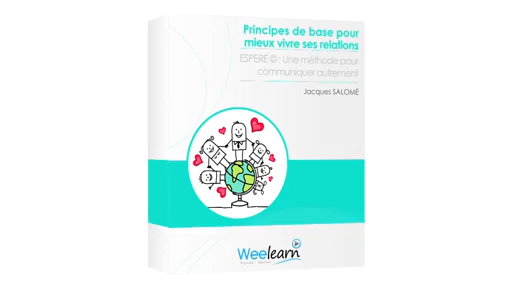 Principes de base pour
mieux vivre ses relations
ESPERE © : Une méthode pour
communiquer autrement
Jacques SALOMÉ
Weelearn